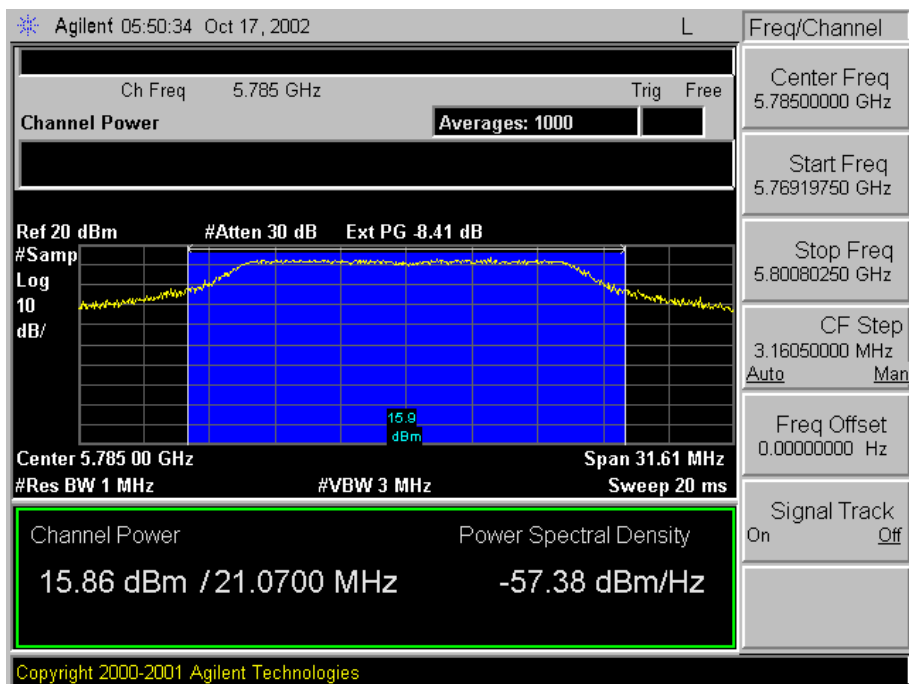 Agilent 05:50:34 Oct 17, 2002 L
Freq/Channel
Ch Freq 5.785 GHz Trig Free
Channel Power Averages: 1000
Ref 20 dBm #Atten 30 dB Ext PG -8.41 dB
#Samp
Log
10
dB/
15.9
dBm
Center 5.785 00 GHz Span 31.61 MHz
#Res BW 1 MHz #VBW 3 MHz Sweep 20 ms
Channel Power Power Spectral Density
15.86 dBm / 21.0700 MHz -57.38 dBm/Hz
Copyright 2000-2001 Agilent Technologies
Center Freq
5.78500000 GHz
Start Freq
5.76919750 GHz
Stop Freq
5.80080250 GHz
CF Step
3.16050000 MHz
Auto Man
Freq Offset
0.00000000 Hz
Signal Track
On Off